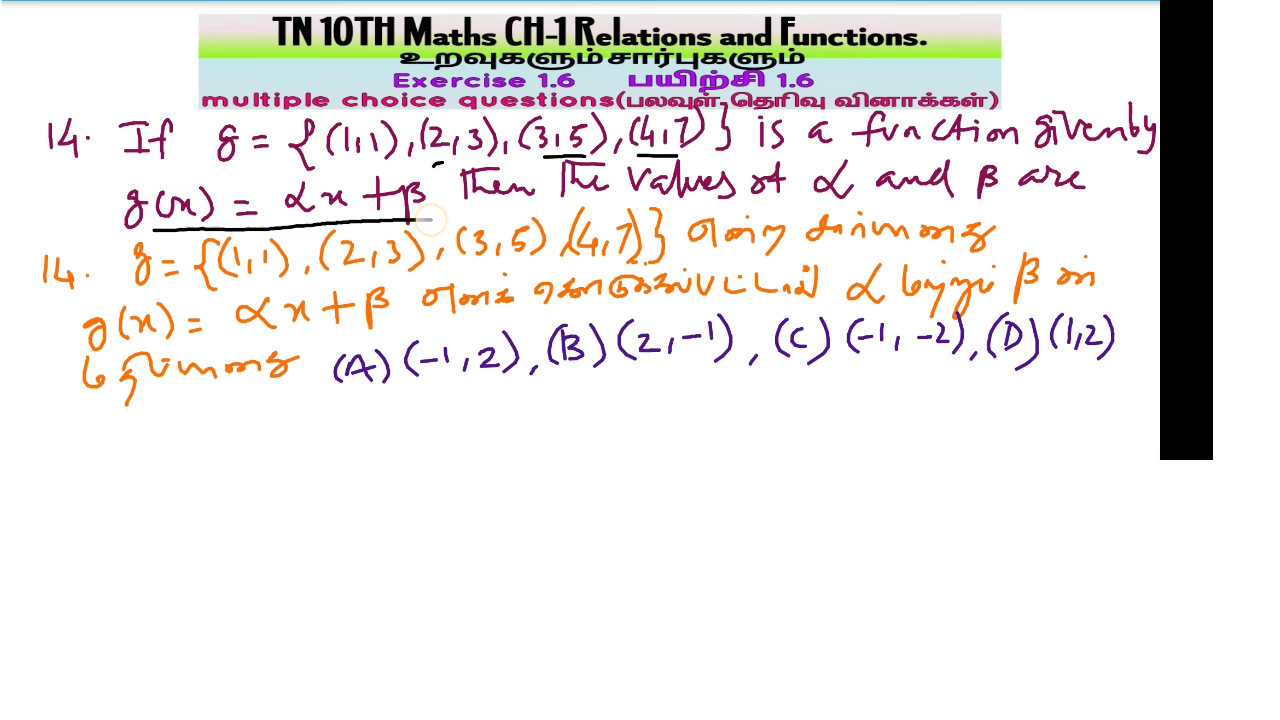 TN 10TH Maths CH-1 Relations and Functions.
உறவுகளும் சார்புகளும்
Exercise 1.6 பயிற்சி 1.6
multiple choice questions(பலவுள் தெரிவு வினாக்கள்)
14. If g = {(1,1), (2,3), (3,5), (4,7)} is a function given by
g(x) = αx+β then the values of α and β are
14. g = {(1,1), (2,3), (3,5), (4,7)} என்ற சார்பானது
g(x) = αx+β எனக் கொடுக்கப்பட்டால் α மற்றும் β ன்
மதிப்பானது (A) (-1,2), (B) (2,-1), (C) (-1,-2), (D) (1,2)